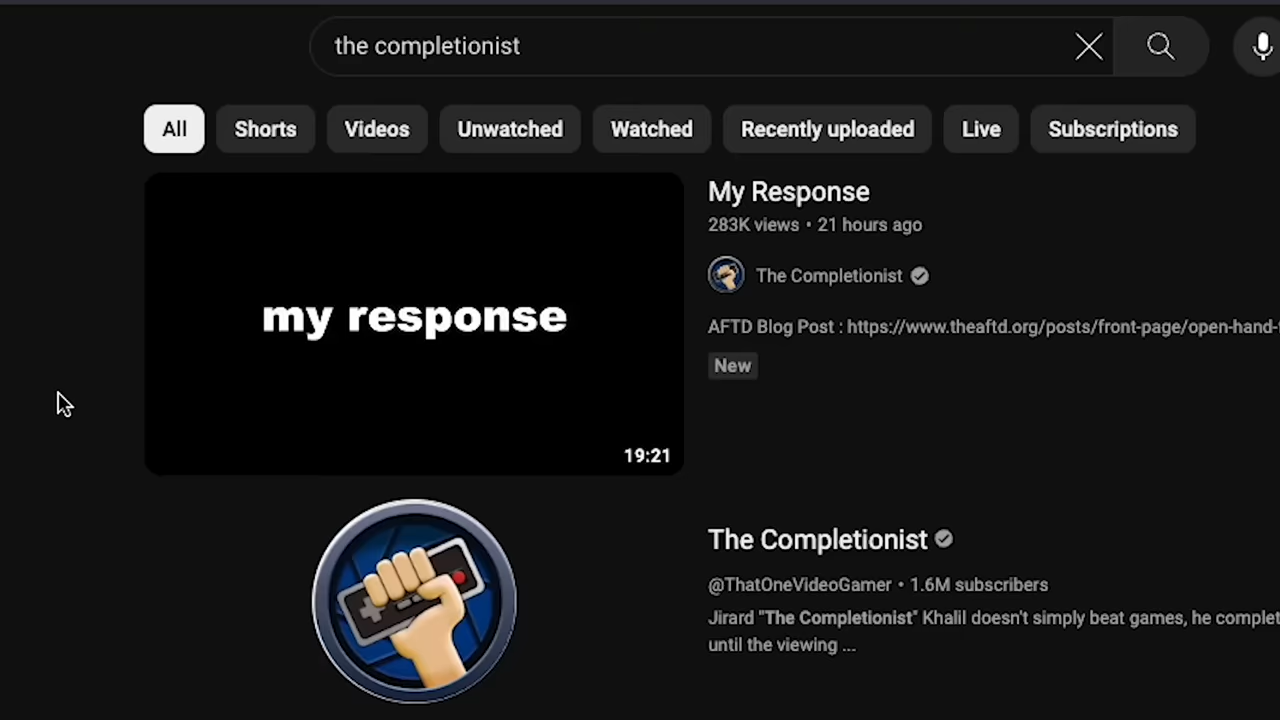 the completionist
All
Shorts
Videos
Unwatched
Watched
Recently uploaded
Live
Subscriptions
my response
19:21
My Response
283K views • 21 hours ago
The Completionist
AFTD Blog Post : https://www.theaftd.org/posts/front-page/open-hand-
New
The Completionist
@ThatOneVideoGamer • 1.6M subscribers
Jirard "The Completionist" Khalil doesn't simply beat games, he complet
until the viewing ...